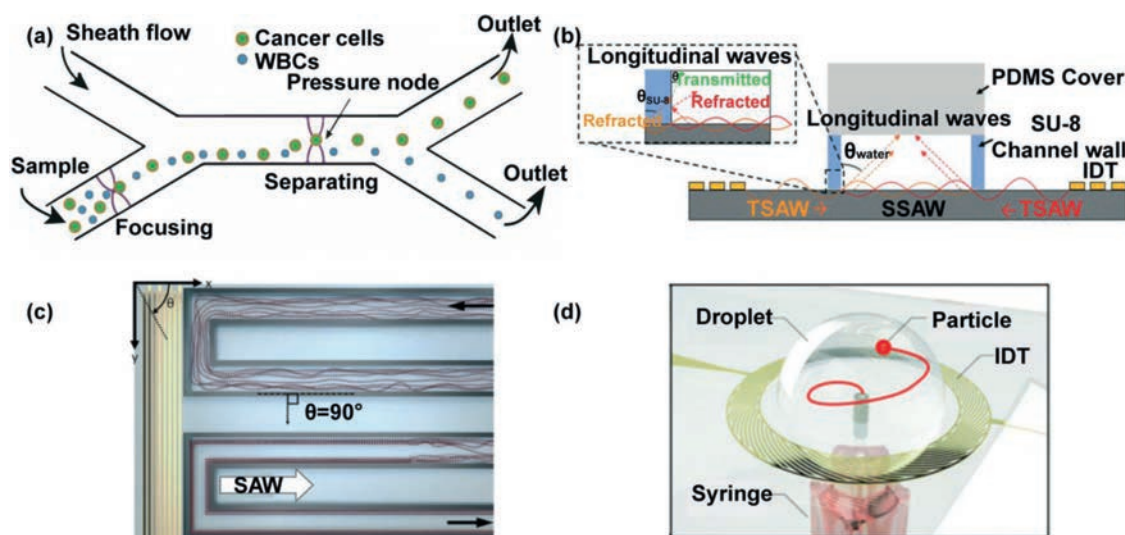 (a)
Sheath flow
Cancer cells
WBCs
Pressure node
Outlet
Sample
Separating
Focusing
Outlet
(b)
Longitudinal waves
θ
Transmitted
θSU-8
Refracted
Refracted
PDMS Cover
Longitudinal waves
SU-8
Channel wall
θwater
IDT
TSAW
SSAW
TSAW
(c)
x
θ
y
θ=90°
SAW
(d)
Droplet
Particle
IDT
Syringe